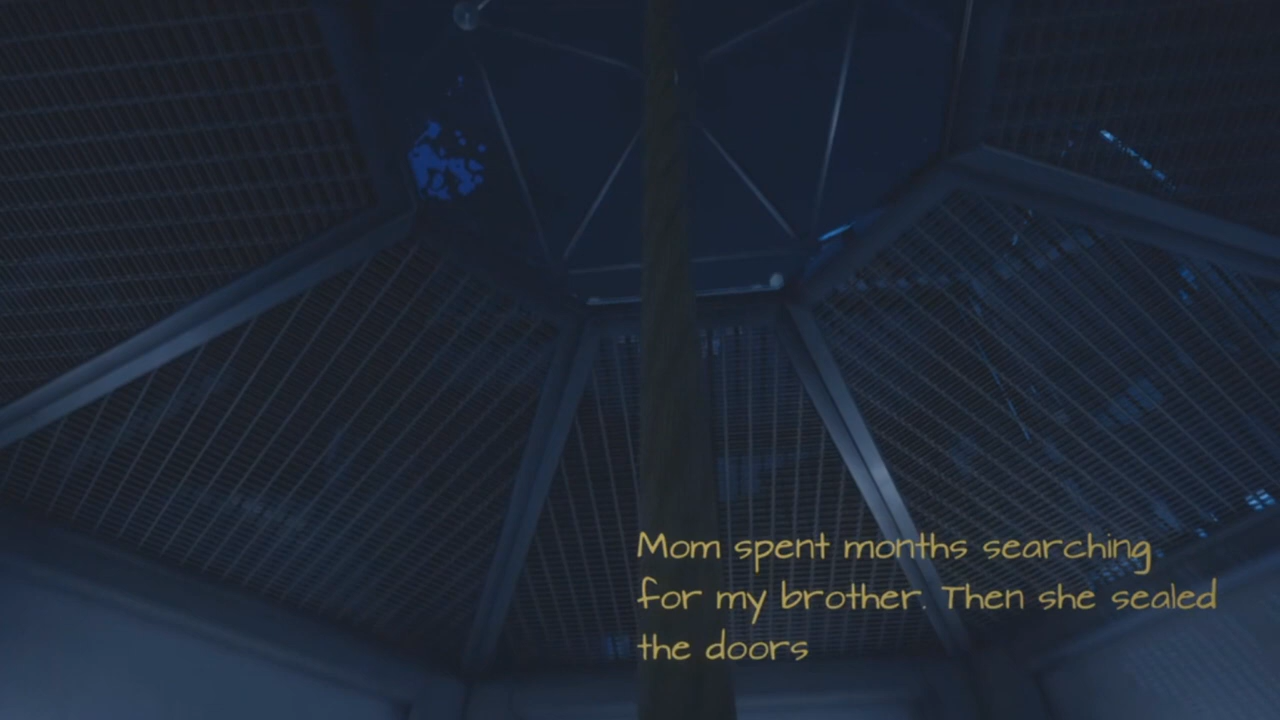 Mom spent months searching
for my brother. Then she sealed
the doors